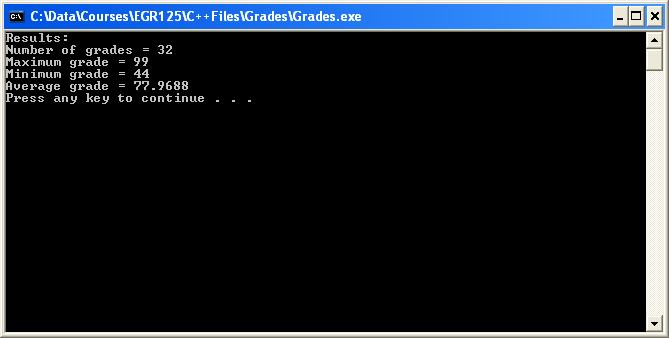 C:\Data\Courses\EGR125\C++Files\Grades\Grades.exe
Results:
Number of grades = 32
Maximum grade = 99
Minimum grade = 44
Average grade = 77.9688
Press any key to continue . . .